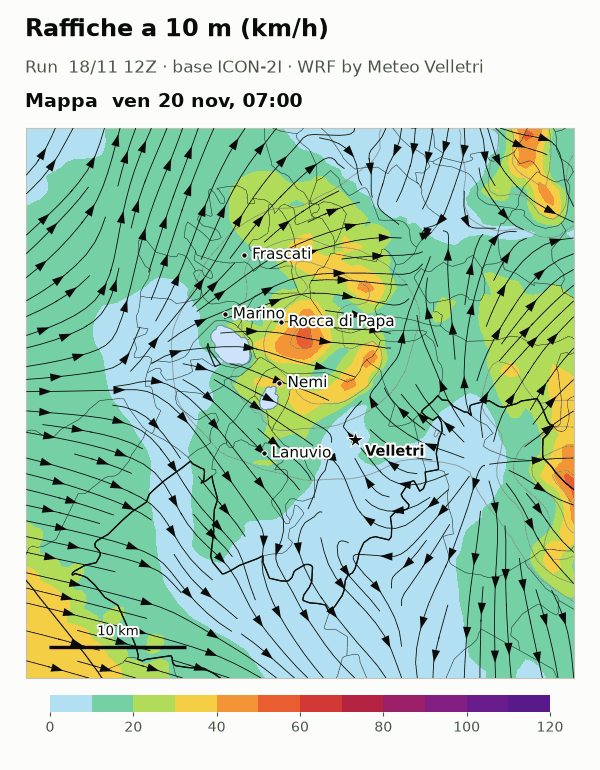 Raffiche a 10 m (km/h)
Run  18/11 12Z · base ICON-2I · WRF by Meteo Velletri
Mappa  ven 20 nov, 07:00
Frascati
Marino
Rocca di Papa
Nemi
Velletri
Lanuvio
10 km
0 20 40 60 80 100 120